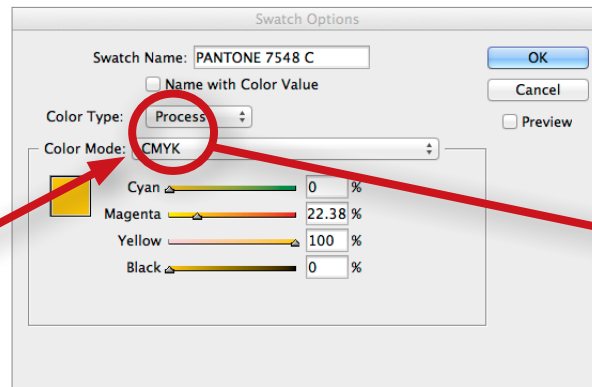 Swatch Options
Swatch Name: PANTONE 7548 C
OK
Name with Color Value
Cancel
Color Type: Process
Preview
Color Mode: CMYK
Cyan 0 %
Magenta 22.38 %
Yellow 100 %
Black 0 %